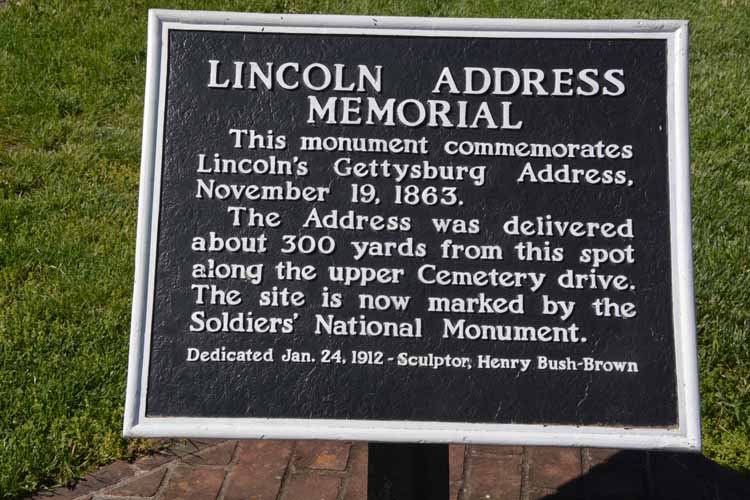 LINCOLN ADDRESS
MEMORIAL
This monument commemorates
Lincoln's Gettysburg Address,
November 19, 1863.
The Address was delivered
about 300 yards from this spot
along the upper Cemetery drive.
The site is now marked by the
Soldiers' National Monument.
Dedicated Jan. 24, 1912 - Sculptor, Henry Bush-Brown